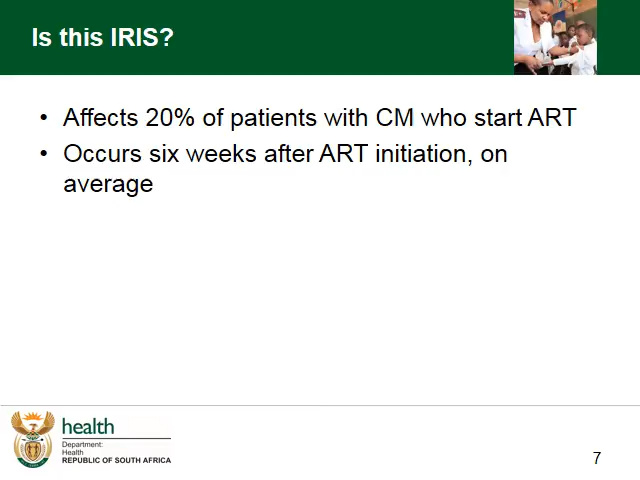 Is this IRIS?
• Affects 20% of patients with CM who start ART
• Occurs six weeks after ART initiation, on
average
health
Department:
Health
REPUBLIC OF SOUTH AFRICA
7